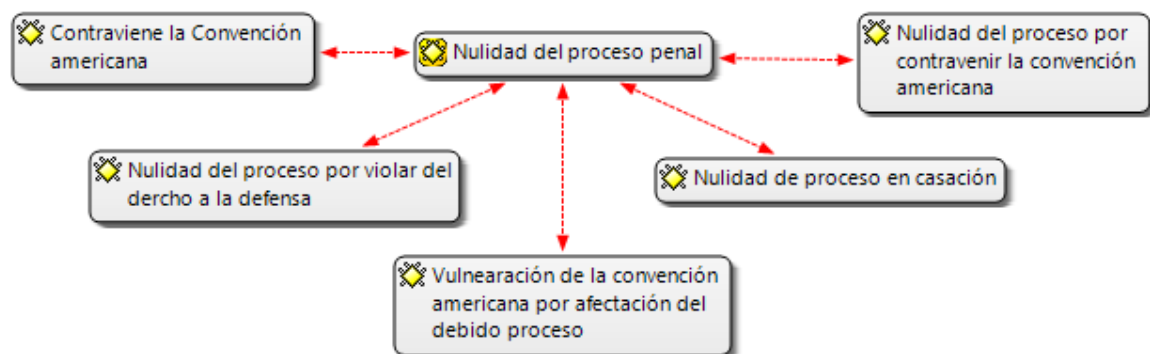 Contraviene la Convención
americana
Nulidad del proceso penal
Nulidad del proceso por
contravenir la convención
americana
Nulidad del proceso por violar del
dercho a la defensa
Nulidad de proceso en casación
Vulnearación de la convención
americana por afectación del
debido proceso